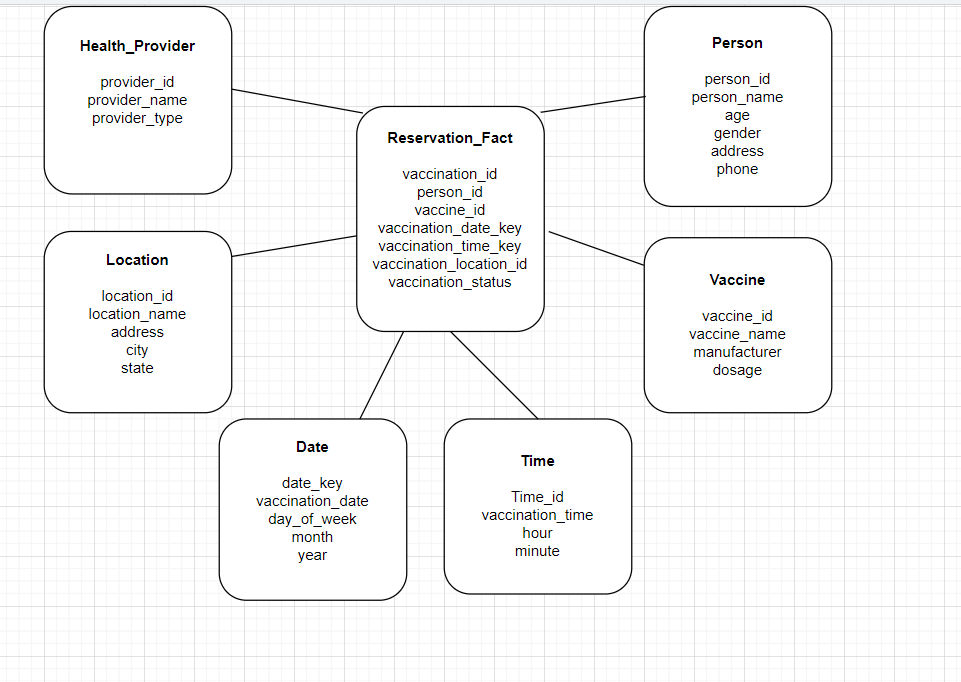 Health_Provider
provider_id
provider_name
provider_type
Person
person_id
person_name
age
gender
address
phone
Reservation_Fact
vaccination_id
person_id
vaccine_id
vaccination_date_key
vaccination_time_key
vaccination_location_id
vaccination_status
Location
location_id
location_name
address
city
state
Vaccine
vaccine_id
vaccine_name
manufacturer
dosage
Date
date_key
vaccination_date
day_of_week
month
year
Time
Time_id
vaccination_time
hour
minute